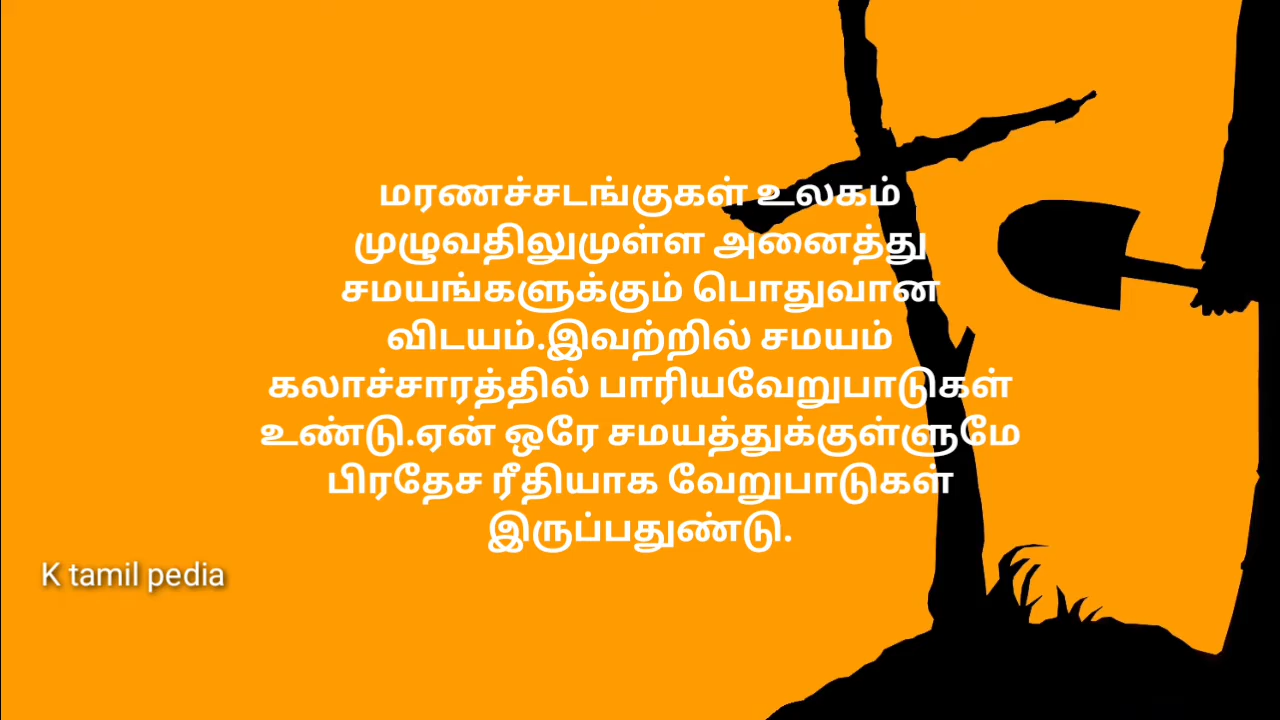 மரணச்சடங்குகள் உலகம்
முழுவதிலுமுள்ள அனைத்து
சமயங்களுக்கும் பொதுவான
விடயம்.இவற்றில் சமயம்
கலாச்சாரத்தில் பாரியவேறுபாடுகள்
உண்டு.ஏன் ஒரே சமயத்துக்குள்ளுமே
பிரதேச ரீதியாக வேறுபாடுகள்
இருப்பதுண்டு.
K tamil pedia